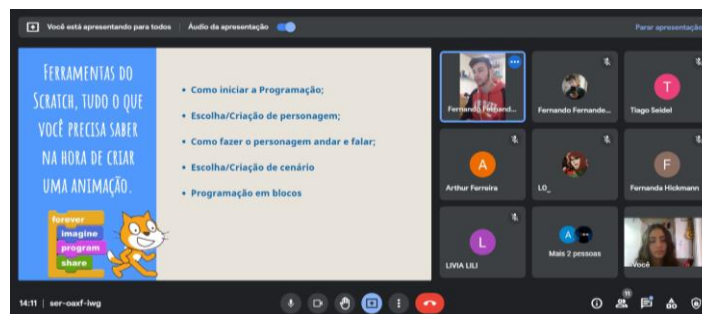 Você está apresentando para todos
Áudio da apresentação
Parar apresentação
FERRAMENTAS DO
SCRATCH, TUDO O QUE
VOCÊ PRECISA SABER
NA HORA DE CRIAR
UMA ANIMAÇÃO.
forever
imagine
program
share
• Como iniciar a Programação;
• Escolha/Criação de personagem;
• Como fazer o personagem andar e falar;
• Escolha/Criação de cenário
• Programação em blocos
Fernando Fernand...
Fernando Fernande...
T
Tiago Seidel
A
Arthur Ferreira
LO_
F
Fernanda Hickmann
L
LIVIA LILI
A
Mais 2 pessoas
Você
14:11 | ser-oaxf-iwg
11